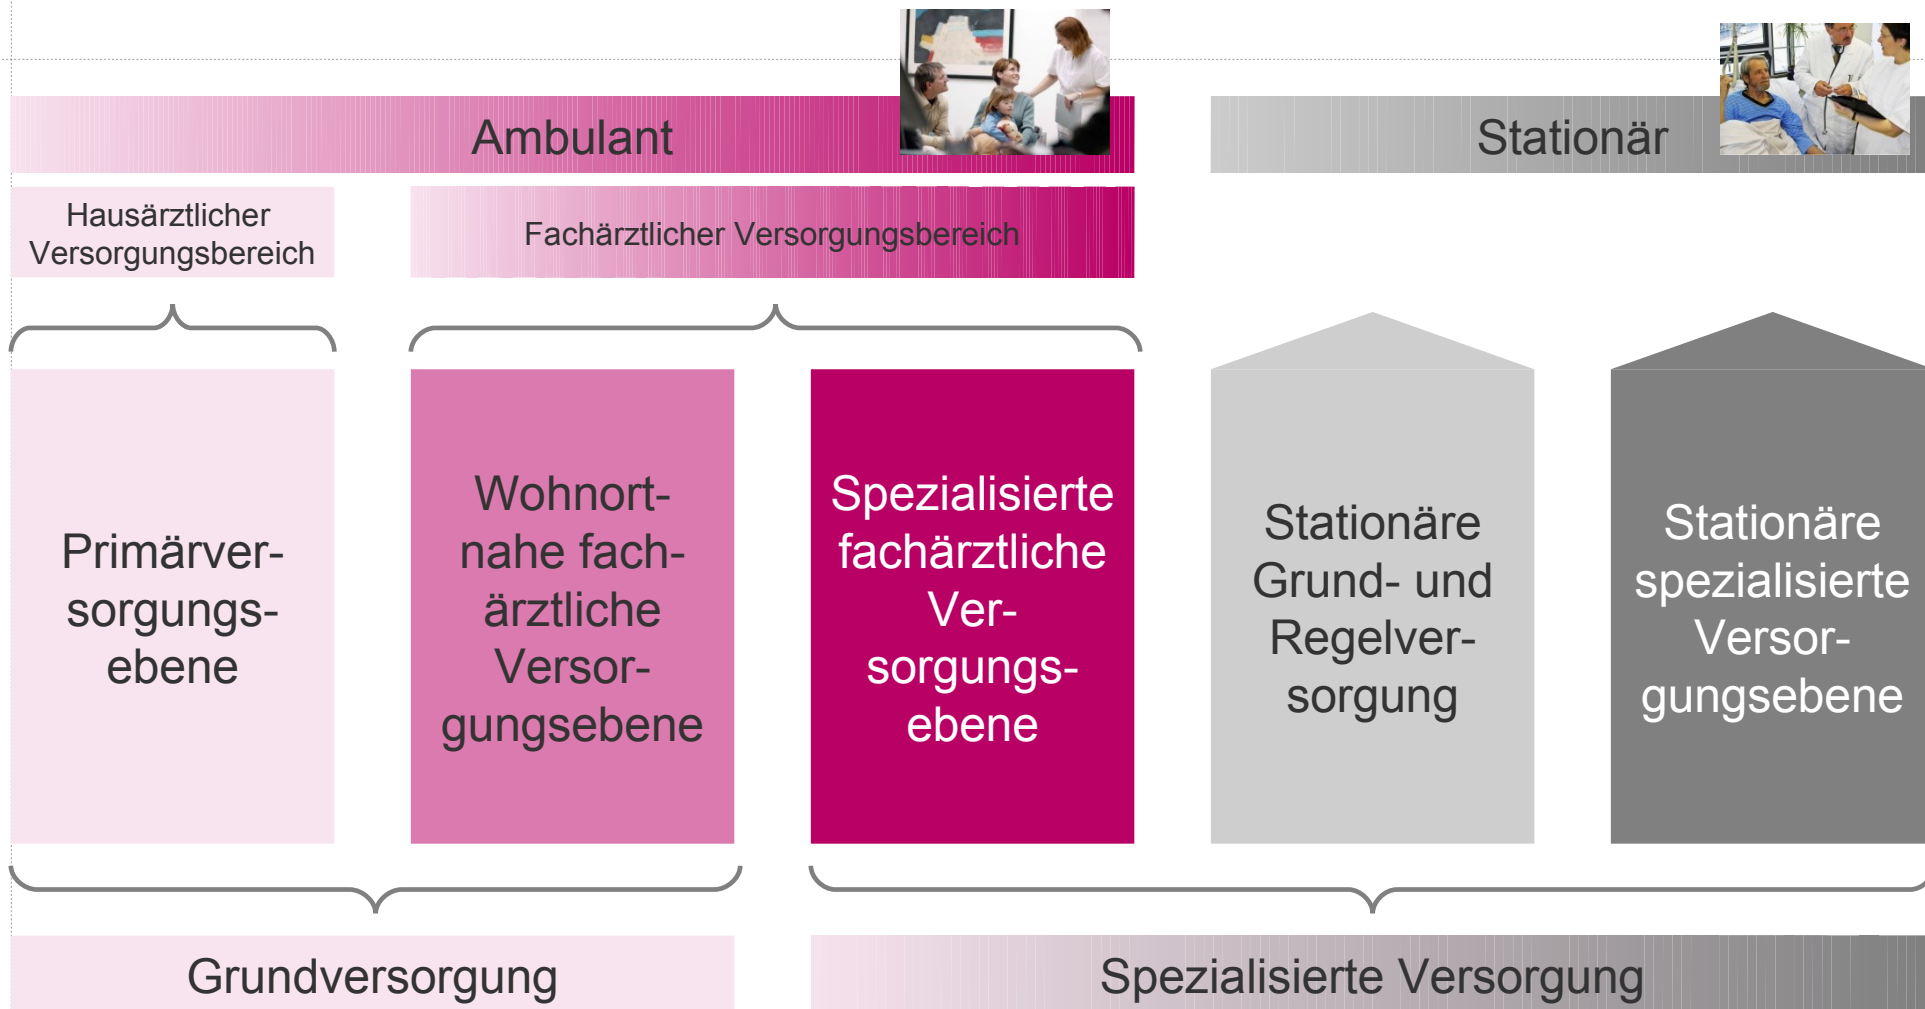 Ambulant
Stationär
Hausärztlicher
Versorgungsbereich
Fachärztlicher Versorgungsbereich
Primärver-
sorgungs-
ebene
Wohnort-
nahe fach-
ärztliche
Versor-
gungsebene
Spezialisierte
fachärztliche
Ver-
sorgungs-
ebene
Stationäre
Grund- und
Regelver-
sorgung
Stationäre
spezialisierte
Versor-
gungsebene
Grundversorgung
Spezialisierte Versorgung